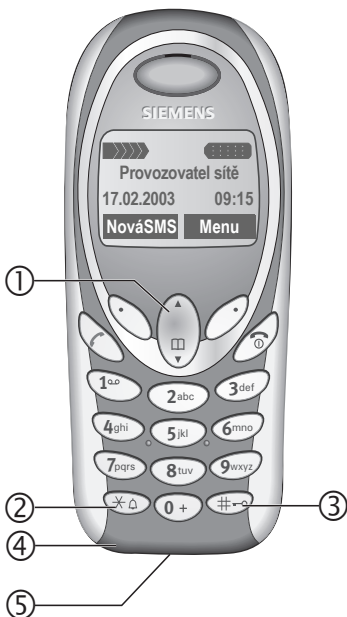 SIEMENS
Provozovatel sítě
17.02.2003 09:15
NováSMS Menu
①
1 2abc 3def
4ghi 5jkl 6mno
7pqrs 8tuv 9wxyz
② * 0 + # ③
④
⑤